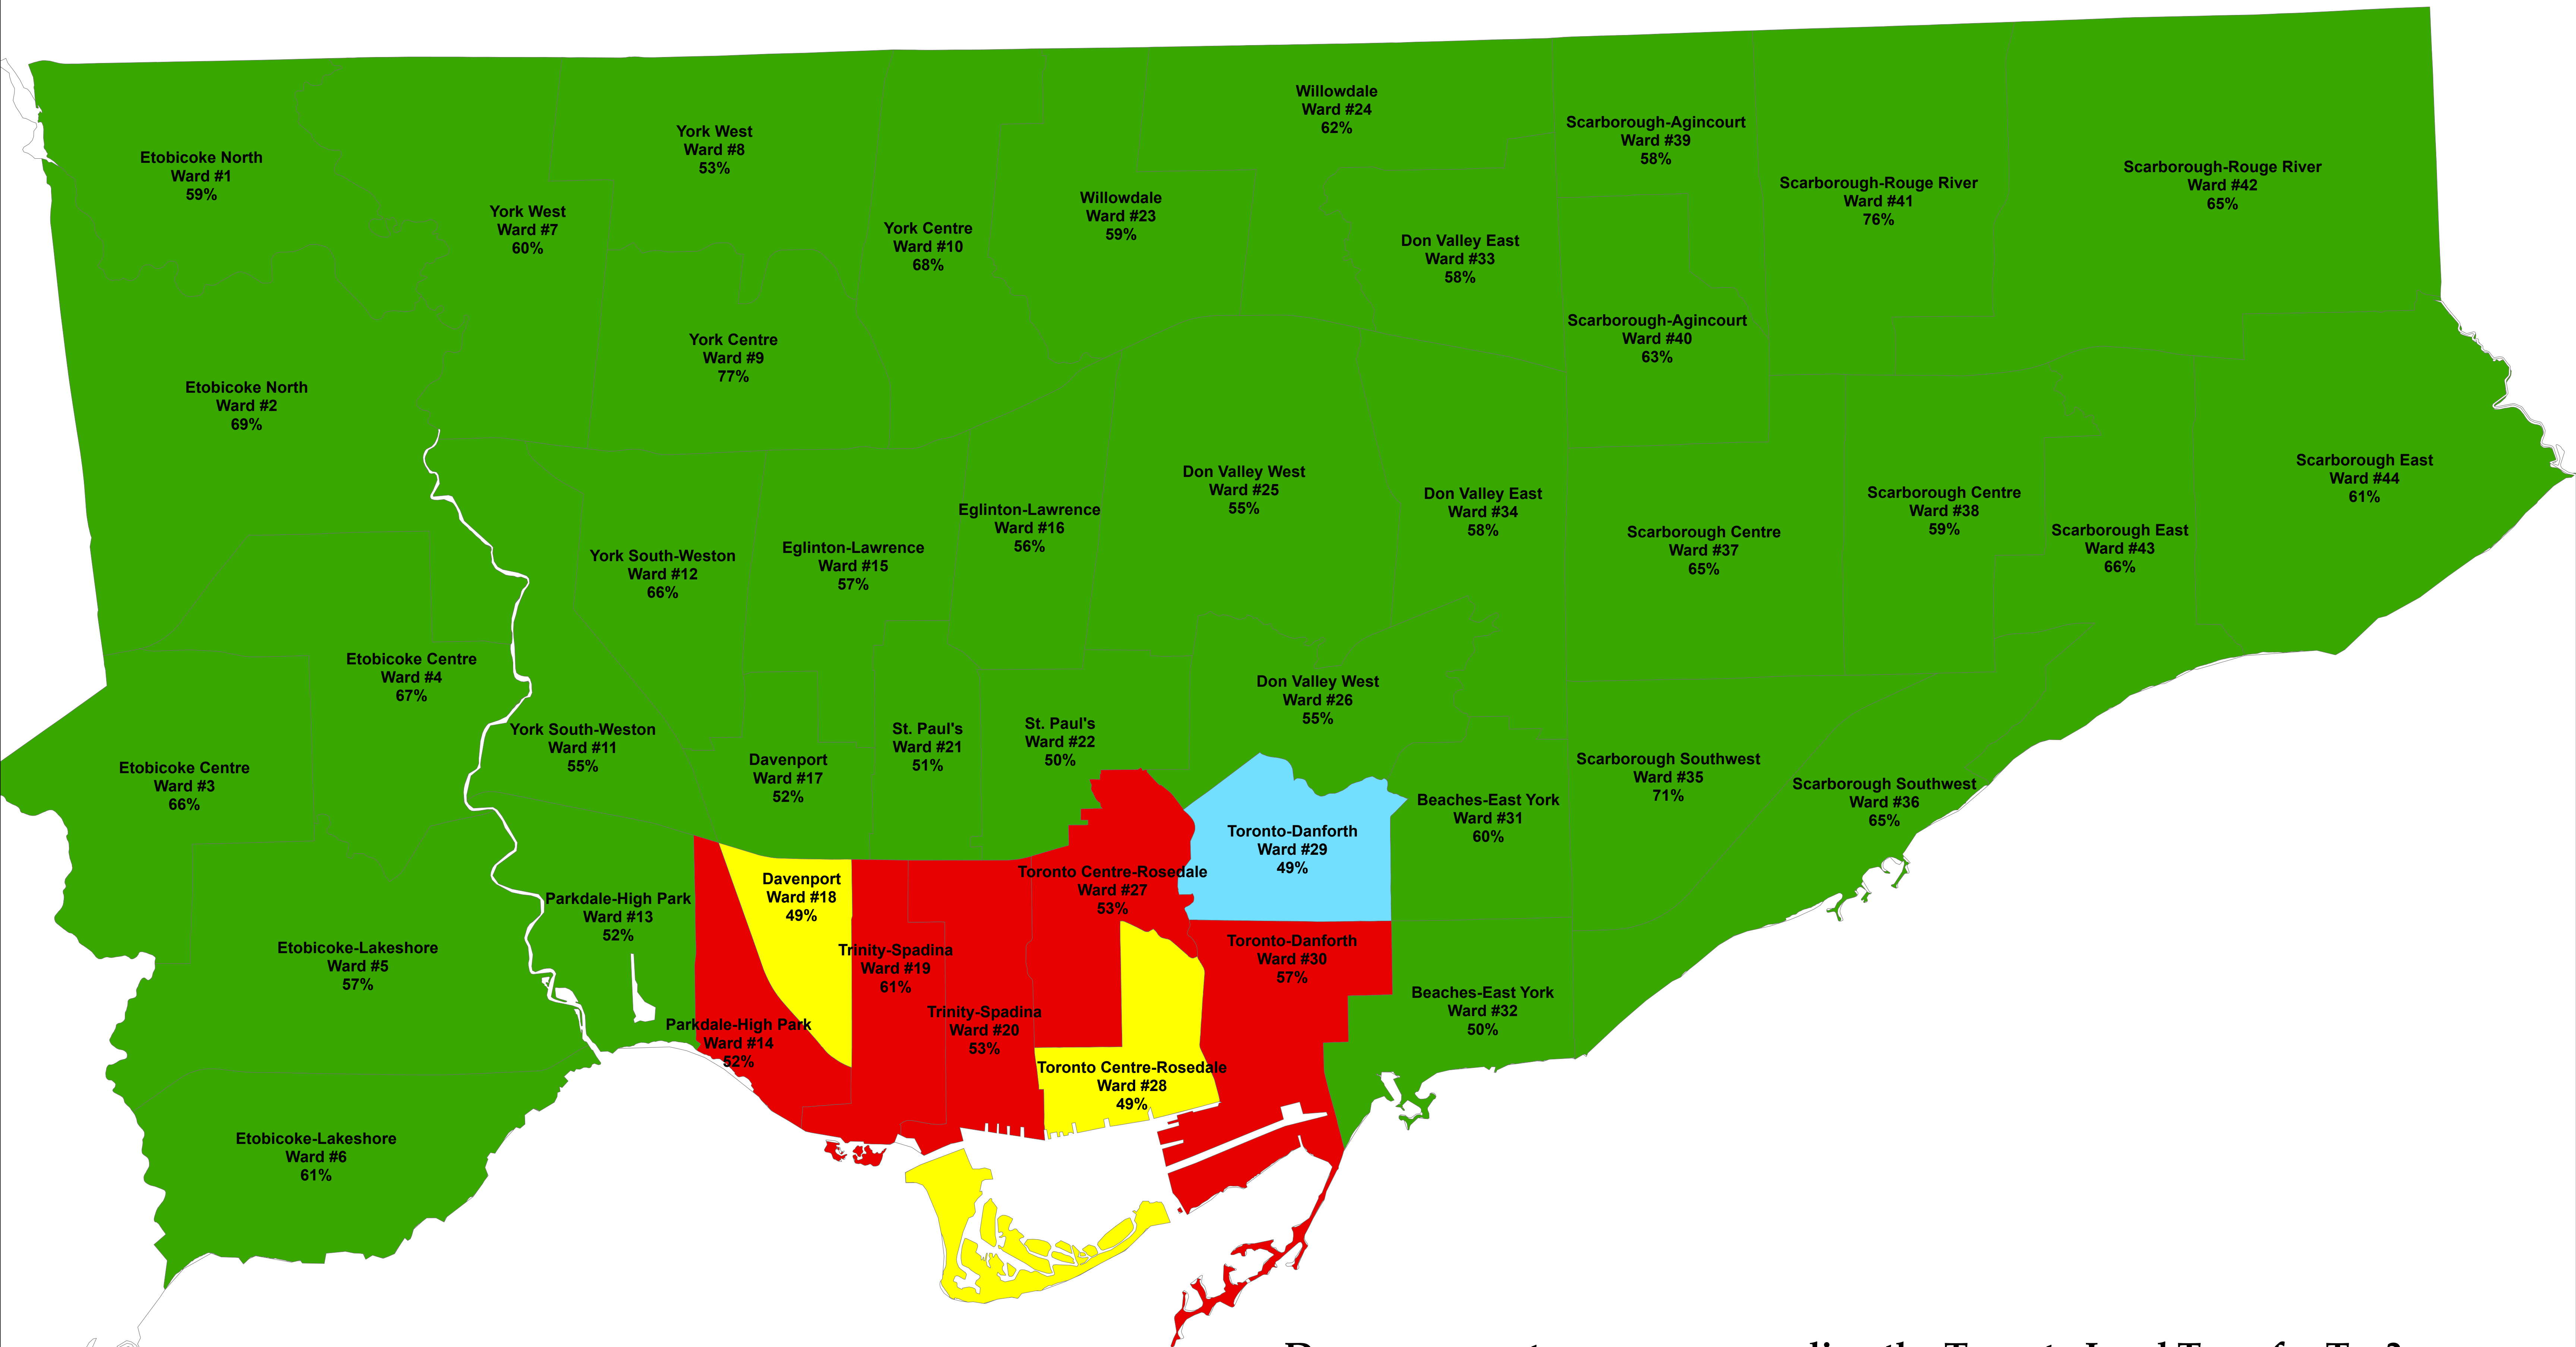 Etobicoke North
Ward #1
59%
York West
Ward #7
60%
York West
Ward #8
53%
York Centre
Ward #10
68%
Willowdale
Ward #23
59%
Willowdale
Ward #24
62%
Don Valley East
Ward #33
58%
Scarborough-Agincourt
Ward #39
58%
Scarborough-Rouge River
Ward #41
76%
Scarborough-Rouge River
Ward #42
65%
Etobicoke North
Ward #2
69%
York Centre
Ward #9
77%
Scarborough-Agincourt
Ward #40
63%
York South-Weston
Ward #12
66%
Eglinton-Lawrence
Ward #15
57%
Eglinton-Lawrence
Ward #16
56%
Don Valley West
Ward #25
55%
Don Valley East
Ward #34
58%
Scarborough Centre
Ward #37
65%
Scarborough Centre
Ward #38
59%
Scarborough East
Ward #43
66%
Scarborough East
Ward #44
61%
Etobicoke Centre
Ward #4
67%
Etobicoke Centre
Ward #3
66%
York South-Weston
Ward #11
55%
Davenport
Ward #17
52%
St. Paul's
Ward #21
51%
St. Paul's
Ward #22
50%
Don Valley West
Ward #26
55%
Beaches-East York
Ward #31
60%
Scarborough Southwest
Ward #35
71%
Scarborough Southwest
Ward #36
65%
Etobicoke-Lakeshore
Ward #5
57%
Parkdale-High Park
Ward #13
52%
Davenport
Ward #18
49%
Trinity-Spadina
Ward #19
61%
Toronto Centre-Rosedale
Ward #27
53%
Toronto-Danforth
Ward #29
49%
Toronto-Danforth
Ward #30
57%
Parkdale-High Park
Ward #14
52%
Trinity-Spadina
Ward #20
53%
Toronto Centre-Rosedale
Ward #28
49%
Beaches-East York
Ward #32
50%
Etobicoke-Lakeshore
Ward #6
61%
the Toronto Land Transfer Tax?